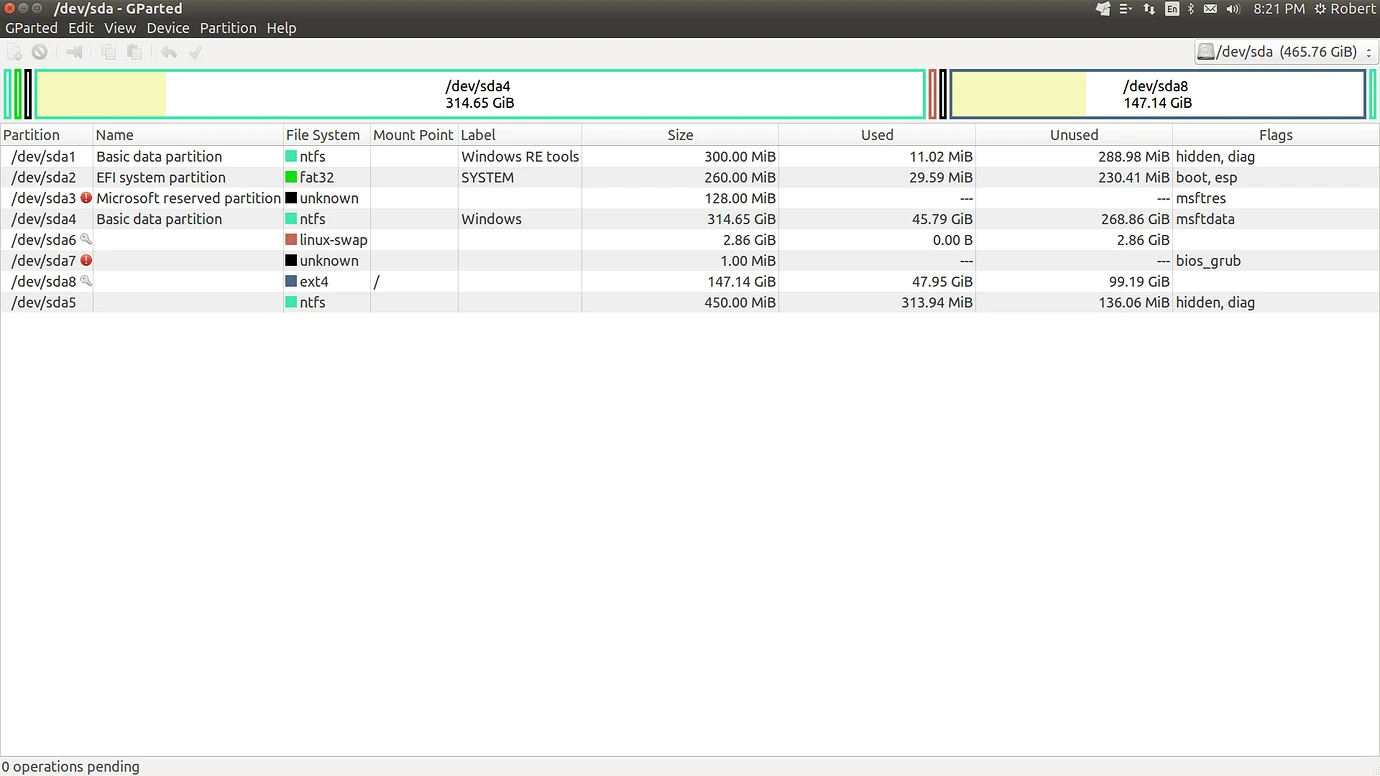 /dev/sda - GParted En 8:21 PM Robert
GParted Edit View Device Partition Help
/dev/sda (465.76 GiB)
/dev/sda4 /dev/sda8
314.65 GiB 147.14 GiB
Partition Name File System Mount Point Label Size Used Unused Flags
/dev/sda1 Basic data partition ntfs Windows RE tools 300.00 MiB 11.02 MiB 288.98 MiB hidden, diag
/dev/sda2 EFI system partition fat32 SYSTEM 260.00 MiB 29.59 MiB 230.41 MiB boot, esp
/dev/sda3 Microsoft reserved partition unknown 128.00 MiB --- --- msftres
/dev/sda4 Basic data partition ntfs Windows 314.65 GiB 45.79 GiB 268.86 GiB msftdata
/dev/sda6 linux-swap 2.86 GiB 0.00 B 2.86 GiB
/dev/sda7 unknown 1.00 MiB --- --- bios_grub
/dev/sda8 ext4 / 147.14 GiB 47.95 GiB 99.19 GiB
/dev/sda5 ntfs 450.00 MiB 313.94 MiB 136.06 MiB hidden, diag
0 operations pending